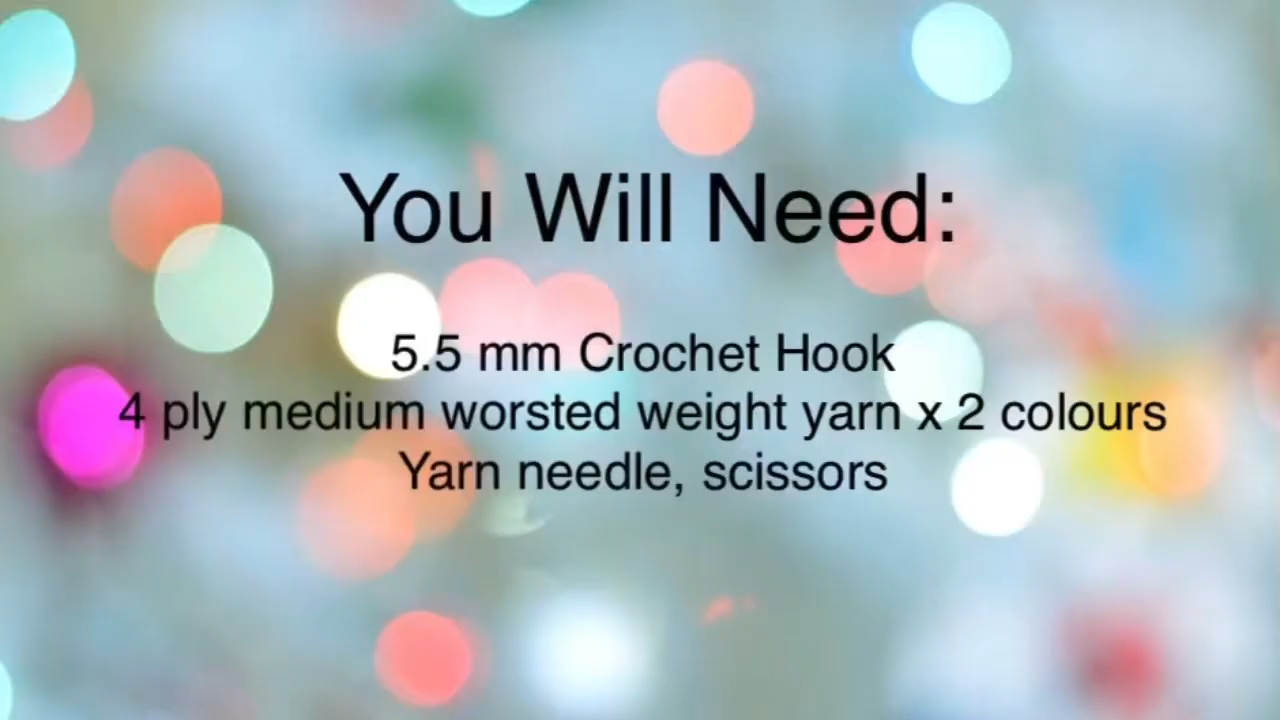 You Will Need:
5.5 mm Crochet Hook
4 ply medium worsted weight yarn x 2 colours
Yarn needle, scissors